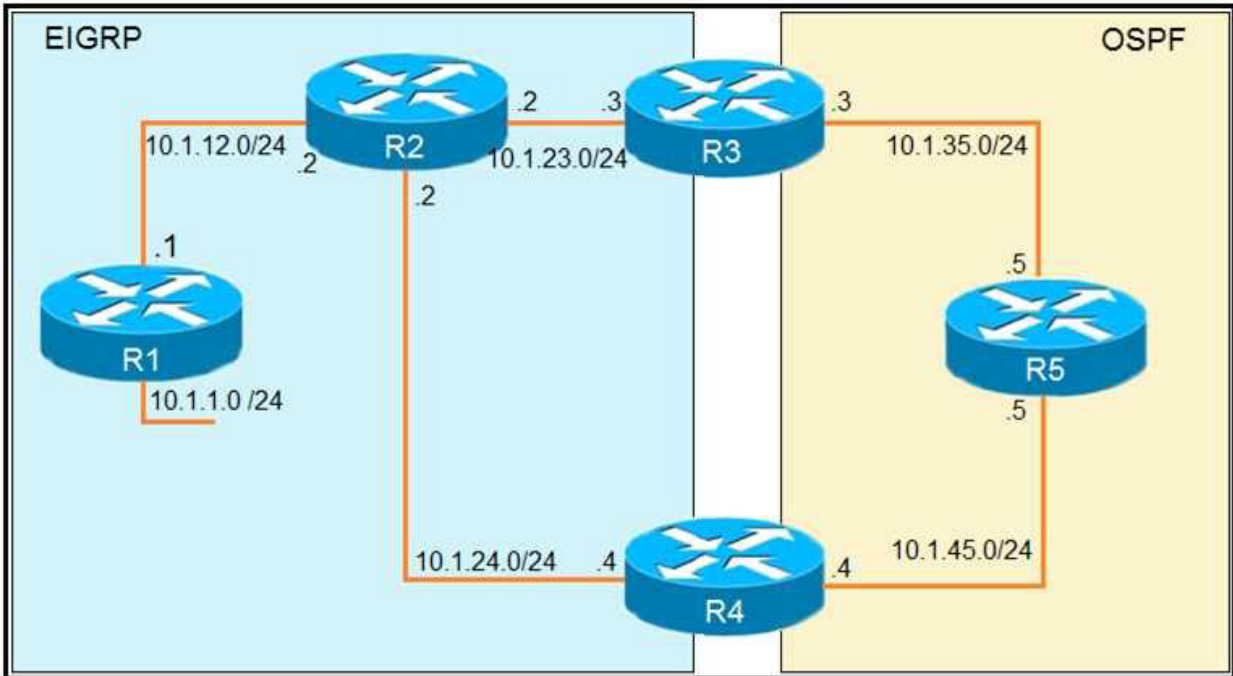 EIGRP
OSPF
.2
.3
.3
R2
R3
10.1.12.0/24
.2
10.1.23.0/24
10.1.35.0/24
.2
.1
.5
R1
R5
10.1.1.0 /24
.5
10.1.24.0/24
.4
10.1.45.0/24
.4
R4